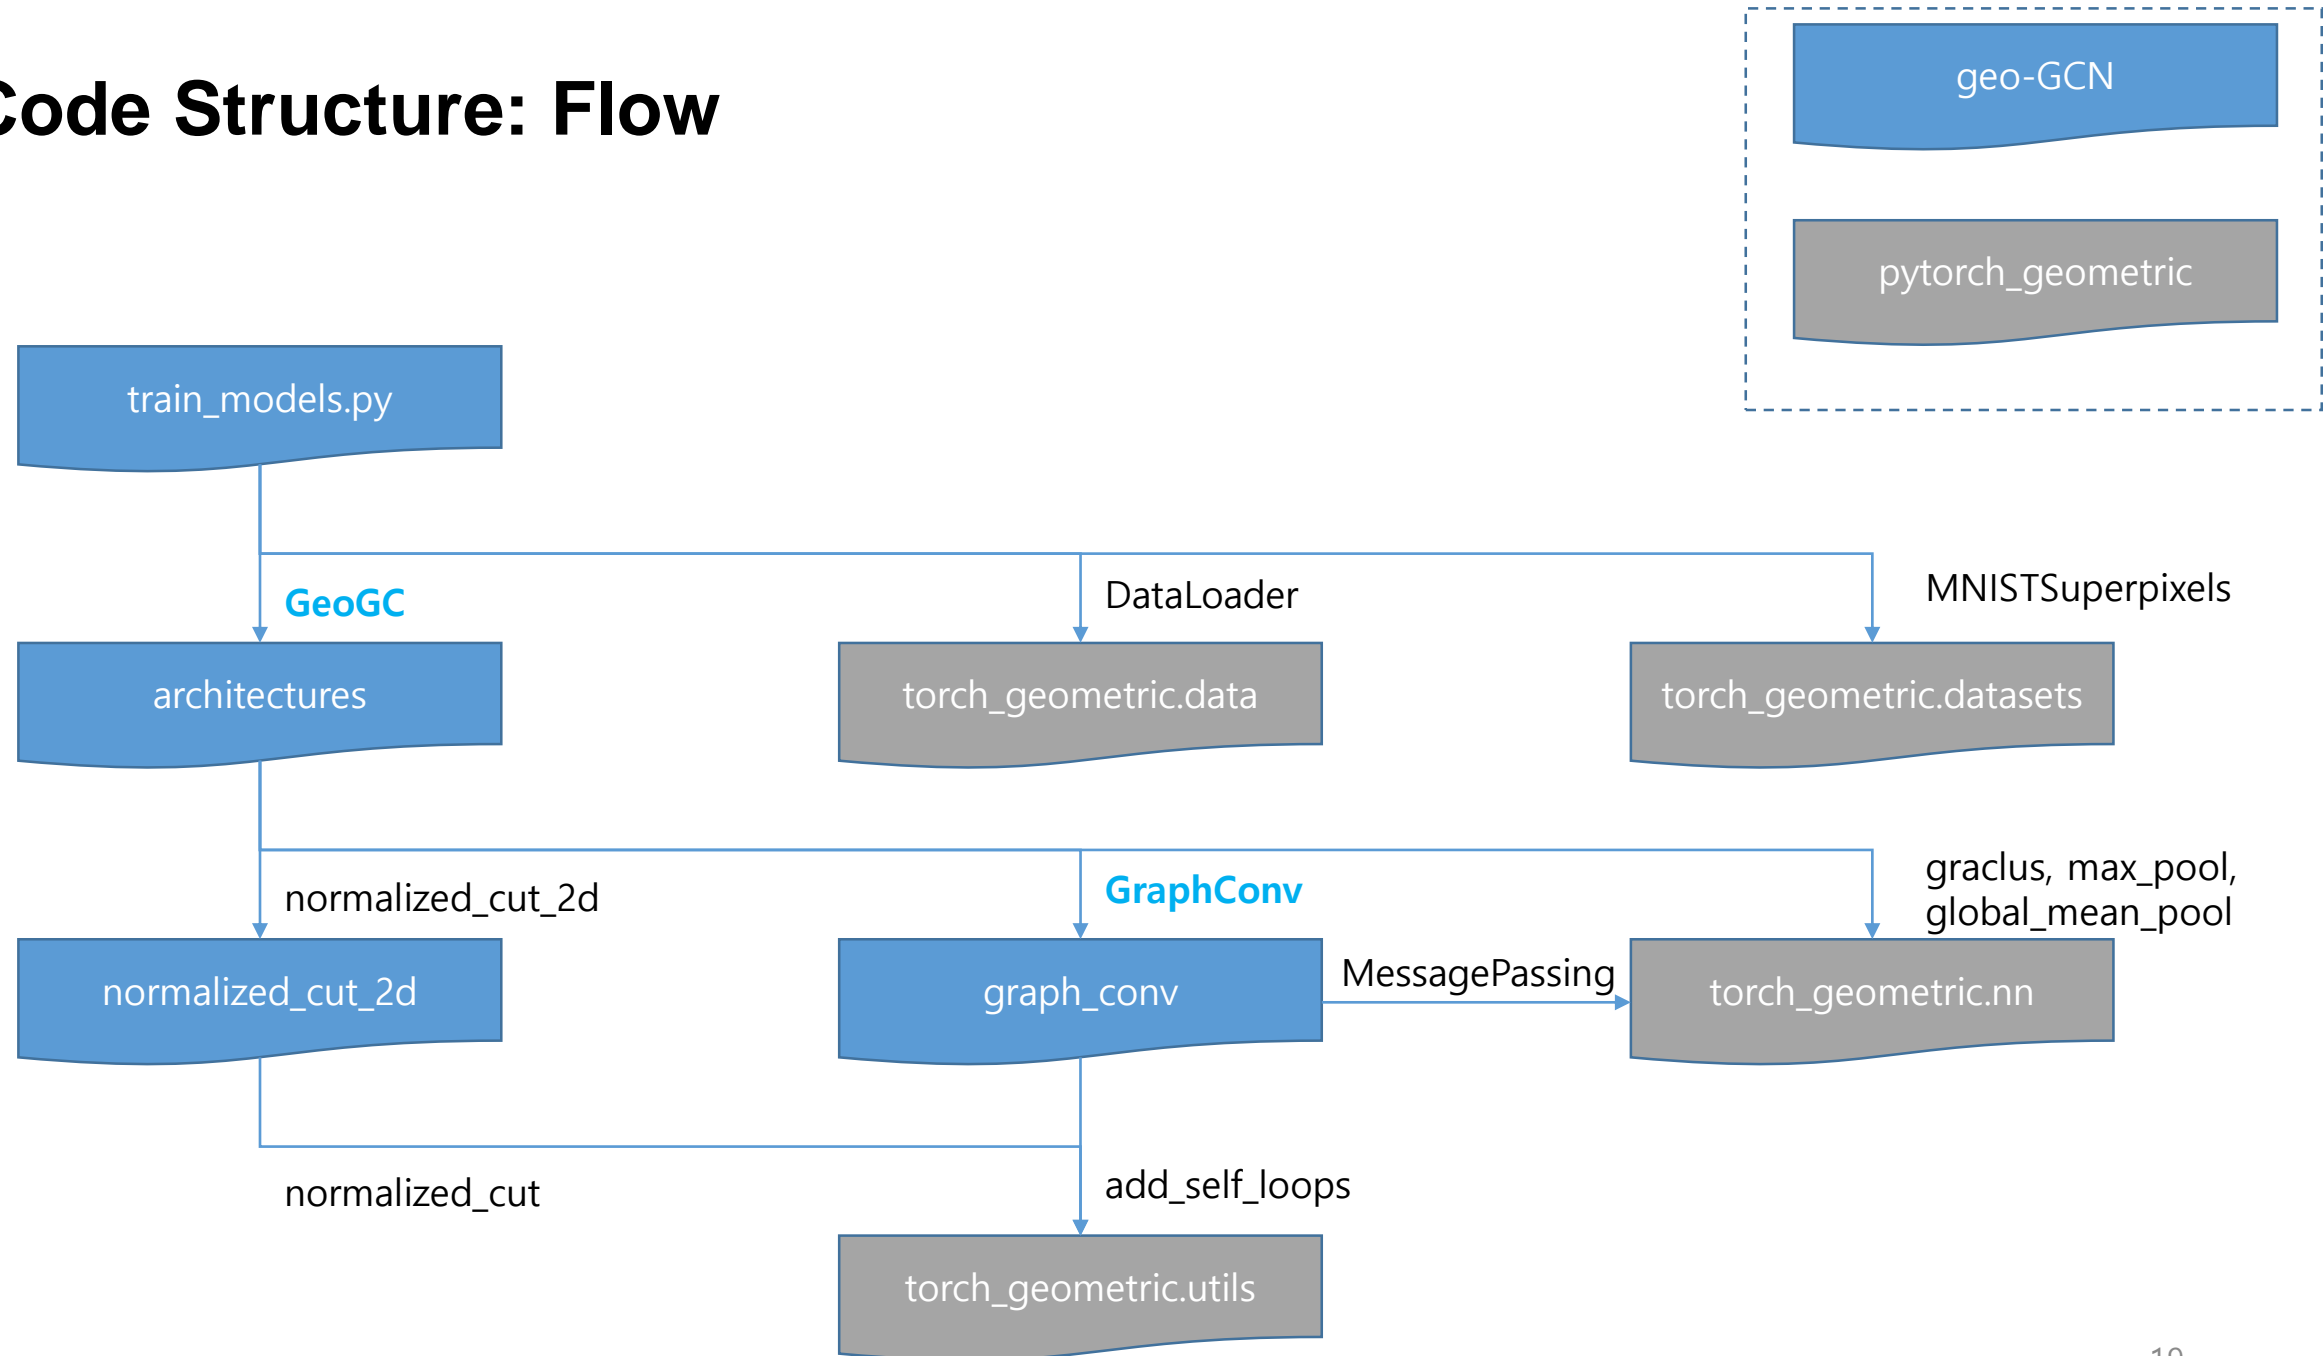 Code Structure: Flow
geo-GCN
pytorch_geometric
train_models.py
GeoGC
DataLoader
MNISTSuperpixels
architectures
torch_geometric.data
torch_geometric.datasets
normalized_cut_2d
GraphConv
graclus, max_pool,
global_mean_pool
normalized_cut_2d
graph_conv
MessagePassing
torch_geometric.nn
normalized_cut
add_self_loops
torch_geometric.utils